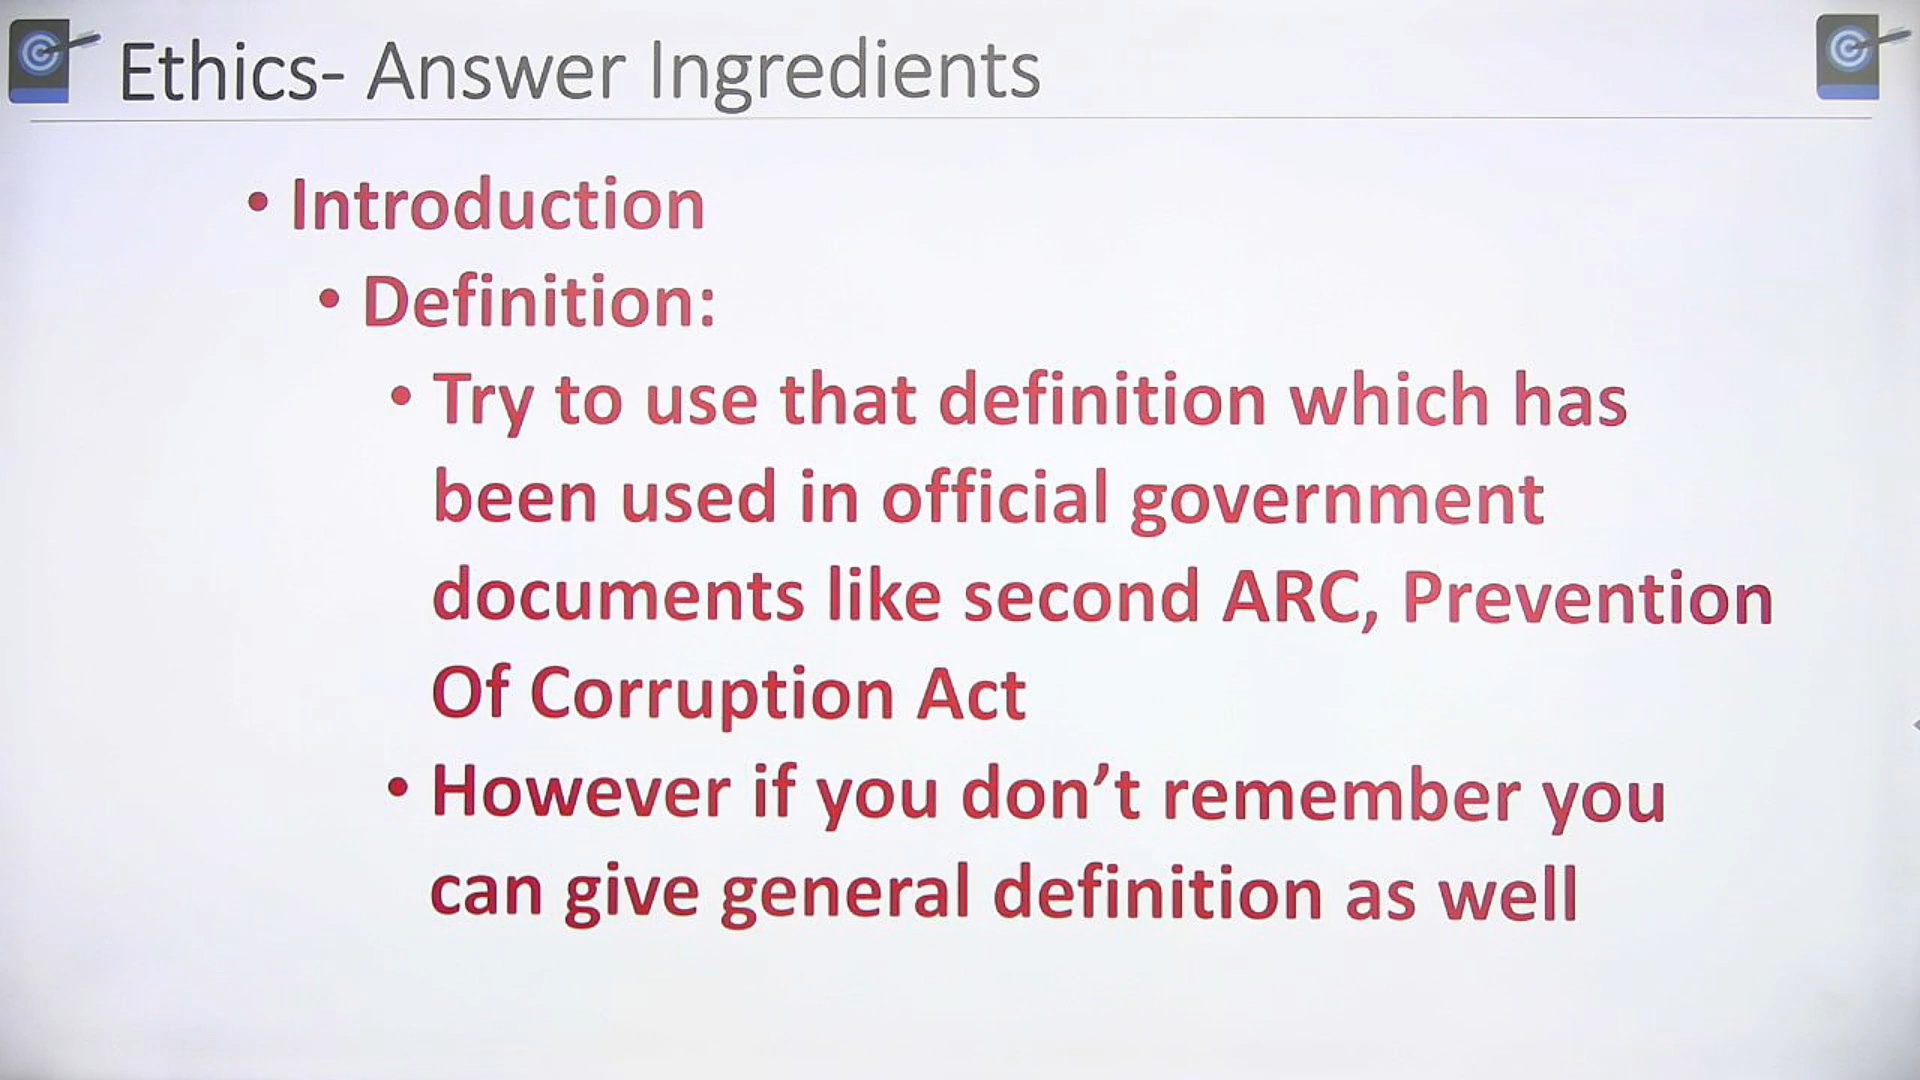 Ethics- Answer Ingredients
• Introduction
• Definition:
• Try to use that definition which has
been used in official government
documents like second ARC, Prevention
Of Corruption Act
• However if you don’t remember you
can give general definition as well